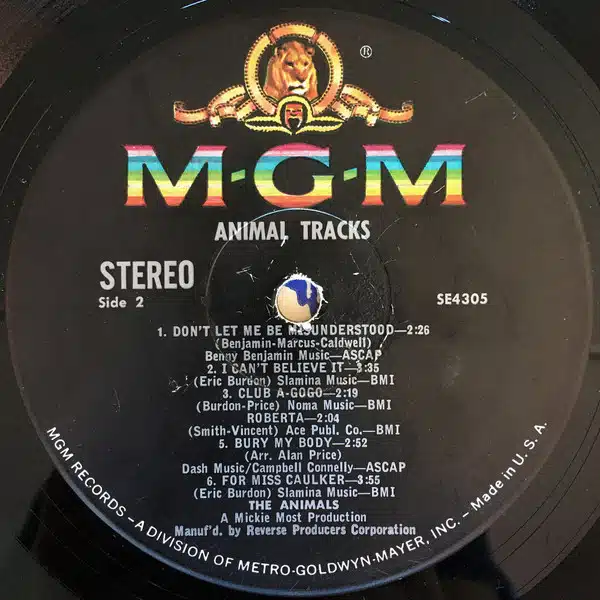 ®
M·G·M
ANIMAL TRACKS
STEREO
Side 2
SE4305
1. DON'T LET ME BE MISUNDERSTOOD—2:26
(Benjamin-Marcus-Caldwell)
Benny Benjamin Music—ASCAP
2. I CAN'T BELIEVE IT—3:35
(Eric Burdon) Slamina Music—BMI
3. CLUB A-GOGO—2:19
(Burdon-Price) Noma Music—BMI
ROBERTA—2:04
(Smith-Vincent) Ace Publ. Co.—BMI
5. BURY MY BODY—2:52
(Arr. Alan Price)
Dash Music/Campbell Connelly—ASCAP
6. FOR MISS CAULKER—3:55
(Eric Burdon) Slamina Music—BMI
THE ANIMALS
A Mickie Most Production
Manuf'd. by Reverse Producers Corporation
MGM RECORDS – A DIVISION OF METRO-GOLDWYN-MAYER, INC. – Made in U. S. A.